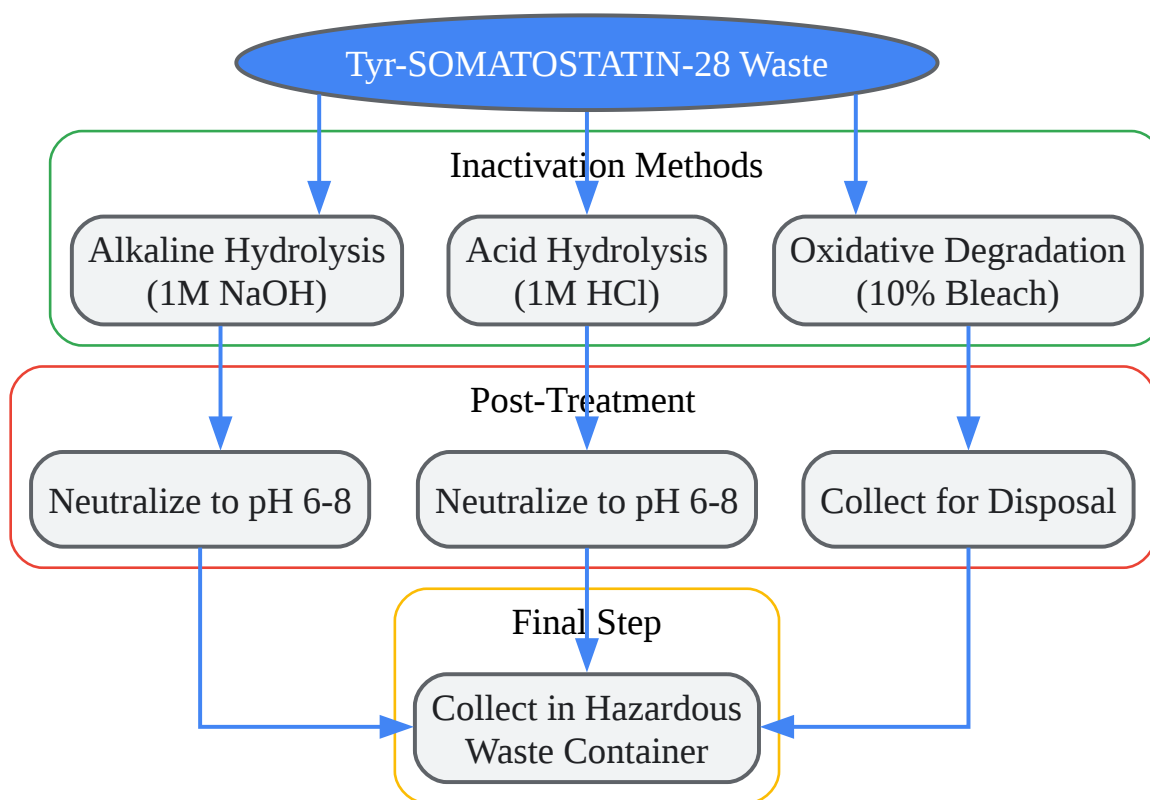 Tyr-SOMATOSTATIN-28 Waste
Inactivation Methods
Alkaline Hydrolysis
(1M NaOH)
Acid Hydrolysis
(1M HCl)
Oxidative Degradation
(10% Bleach)
Post-Treatment
Neutralize to pH 6-8
Neutralize to pH 6-8
Collect for Disposal
Final Step
Collect in Hazardous
Waste Container